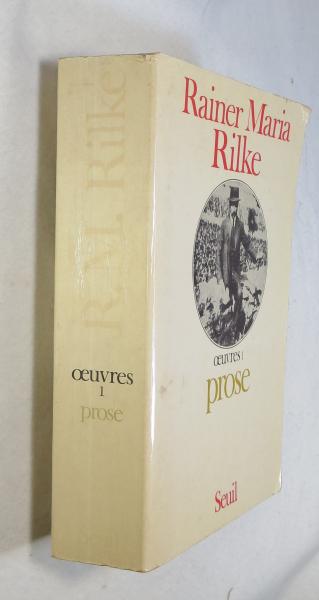 R.M. Rilke
œuvres
1
prose
Rainer Maria
Rilke
œuvres 1
prose
Seuil